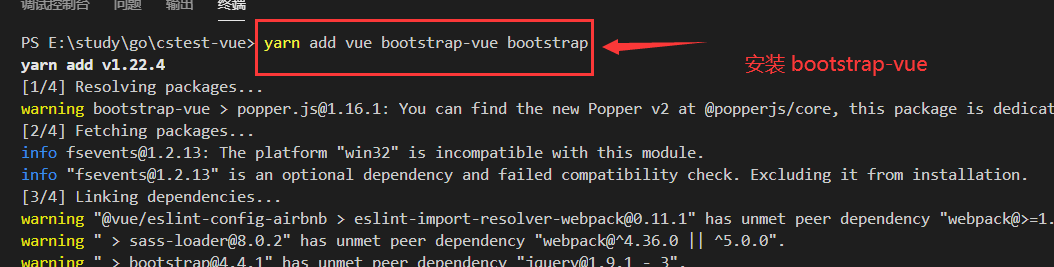 调试控制台 问题 输出 终端
PS E:\study\go\cstest-vue> yarn add vue bootstrap-vue bootstrap
yarn add v1.22.4
[1/4] Resolving packages...
warning bootstrap-vue > popper.js@1.16.1: You can find the new Popper v2 at @popperjs/core, this package is dedicat
[2/4] Fetching packages...
info fsevents@1.2.13: The platform "win32" is incompatible with this module.
安装 bootstrap-vue
info "fsevents@1.2.13" is an optional dependency and failed compatibility check. Excluding it from installation.
[3/4] Linking dependencies...
warning "@vue/eslint-config-airbnb > eslint-import-resolver-webpack@0.11.1" has unmet peer dependency "webpack@>=1.
warning " > sass-loader@8.0.2" has unmet peer dependency "webpack@^4.36.0 || ^5.0.0".
warning " > bootstrap@4.4.1" has unmet peer dependency "jquery@1.9.1 - 3".